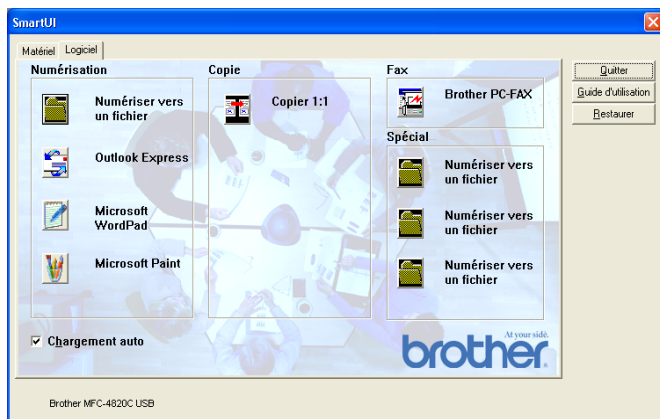 SmartUI
Matériel
Logiciel
Numérisation
Numériser vers
un fichier
Outlook Express
Microsoft
WordPad
Microsoft Paint
Copie
Copier 1:1
Fax
Brother PC-FAX
Spécial
Numériser vers
un fichier
Numériser vers
un fichier
Numériser vers
un fichier
Quitter
Guide d'utilisation
Restaurer
Chargement auto
At your side.
brother
Brother MFC-4820C USB